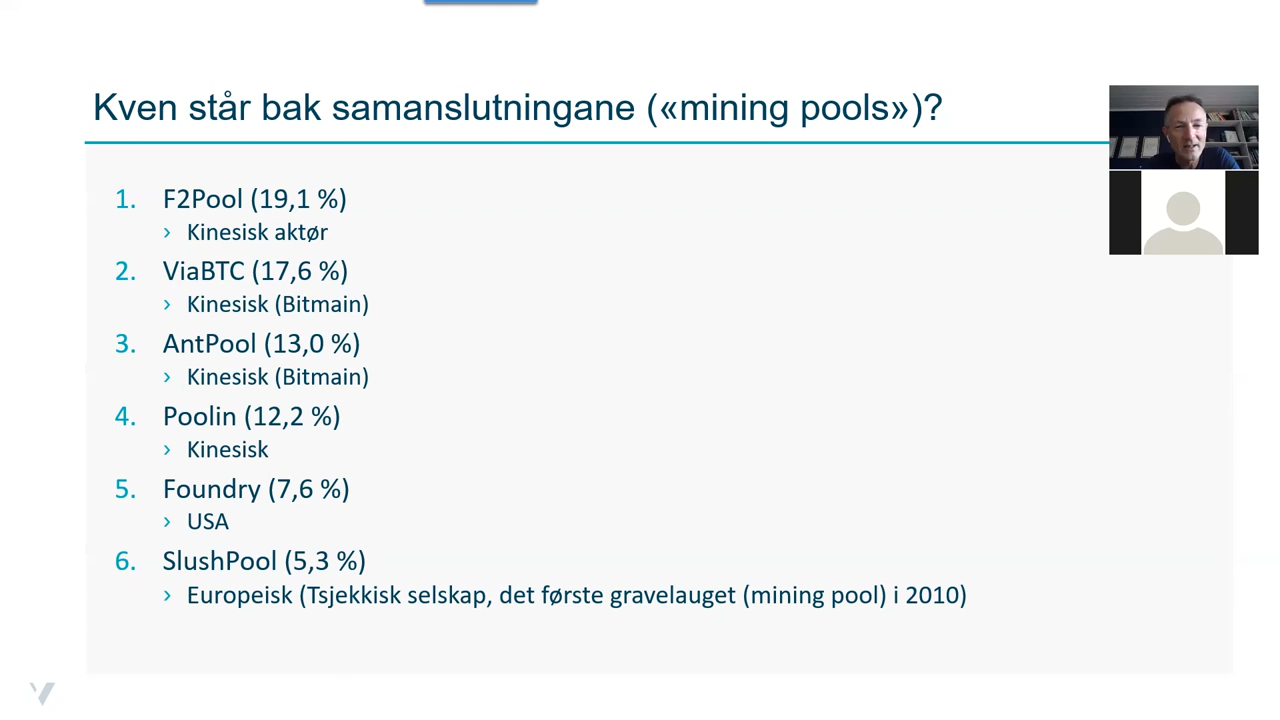 Kven står bak samanslutningane («mining pools»)?
1. F2Pool (19,1 %)
› Kinesisk aktør
2. ViaBTC (17,6 %)
› Kinesisk (Bitmain)
3. AntPool (13,0 %)
› Kinesisk (Bitmain)
4. Poolin (12,2 %)
› Kinesisk
5. Foundry (7,6 %)
› USA
6. SlushPool (5,3 %)
› Europeisk (Tsjekkisk selskap, det første gravelauget (mining pool) i 2010)